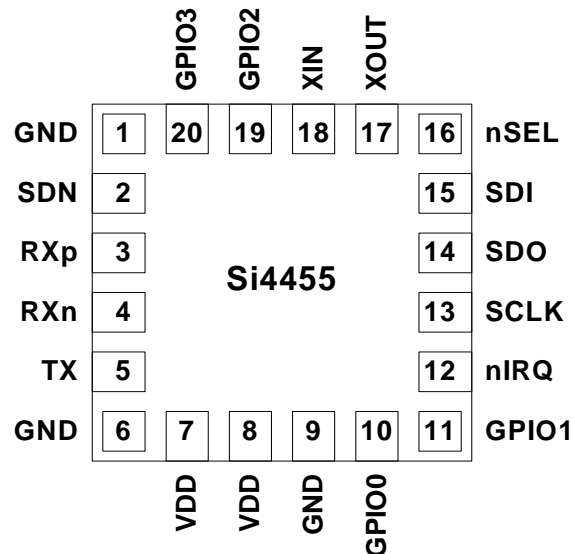 GPIO3 GPIO2 XIN XOUT
GND 1 20 19 18 17 16 nSEL
SDN 2 15 SDI
RXp 3 14 SDO
Si4455
RXn 4 13 SCLK
TX 5 12 nIRQ
GND 6 7 8 9 10 11 GPIO1
VDD VDD GND GPIO0